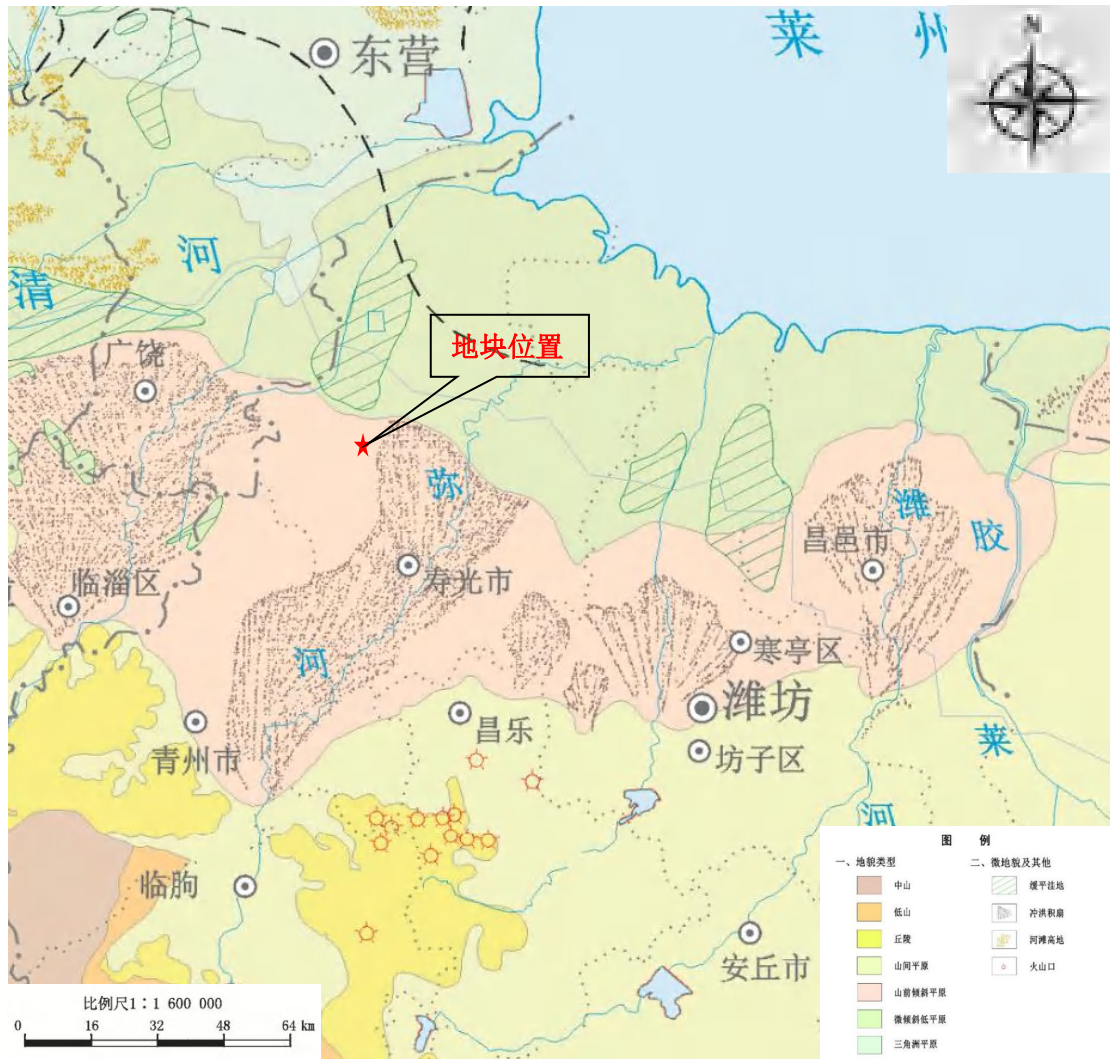 莱 州
N
东营
河
清
地块位置
广饶
弥
潍
昌邑市
胶
临淄区
寿光市
河
寒亭区
潍坊
昌乐
青州市
坊子区
莱
河
临朐
安丘市
比例尺1：1 600 000
0 16 32 48 64 km
图 例
一、地貌类型
中山
低山
丘陵
山间平原
山前倾斜平原
微倾斜低平原
三角洲平原
二、微地貌及其他
缓平洼地
冲洪积扇
河滩高地
火山口